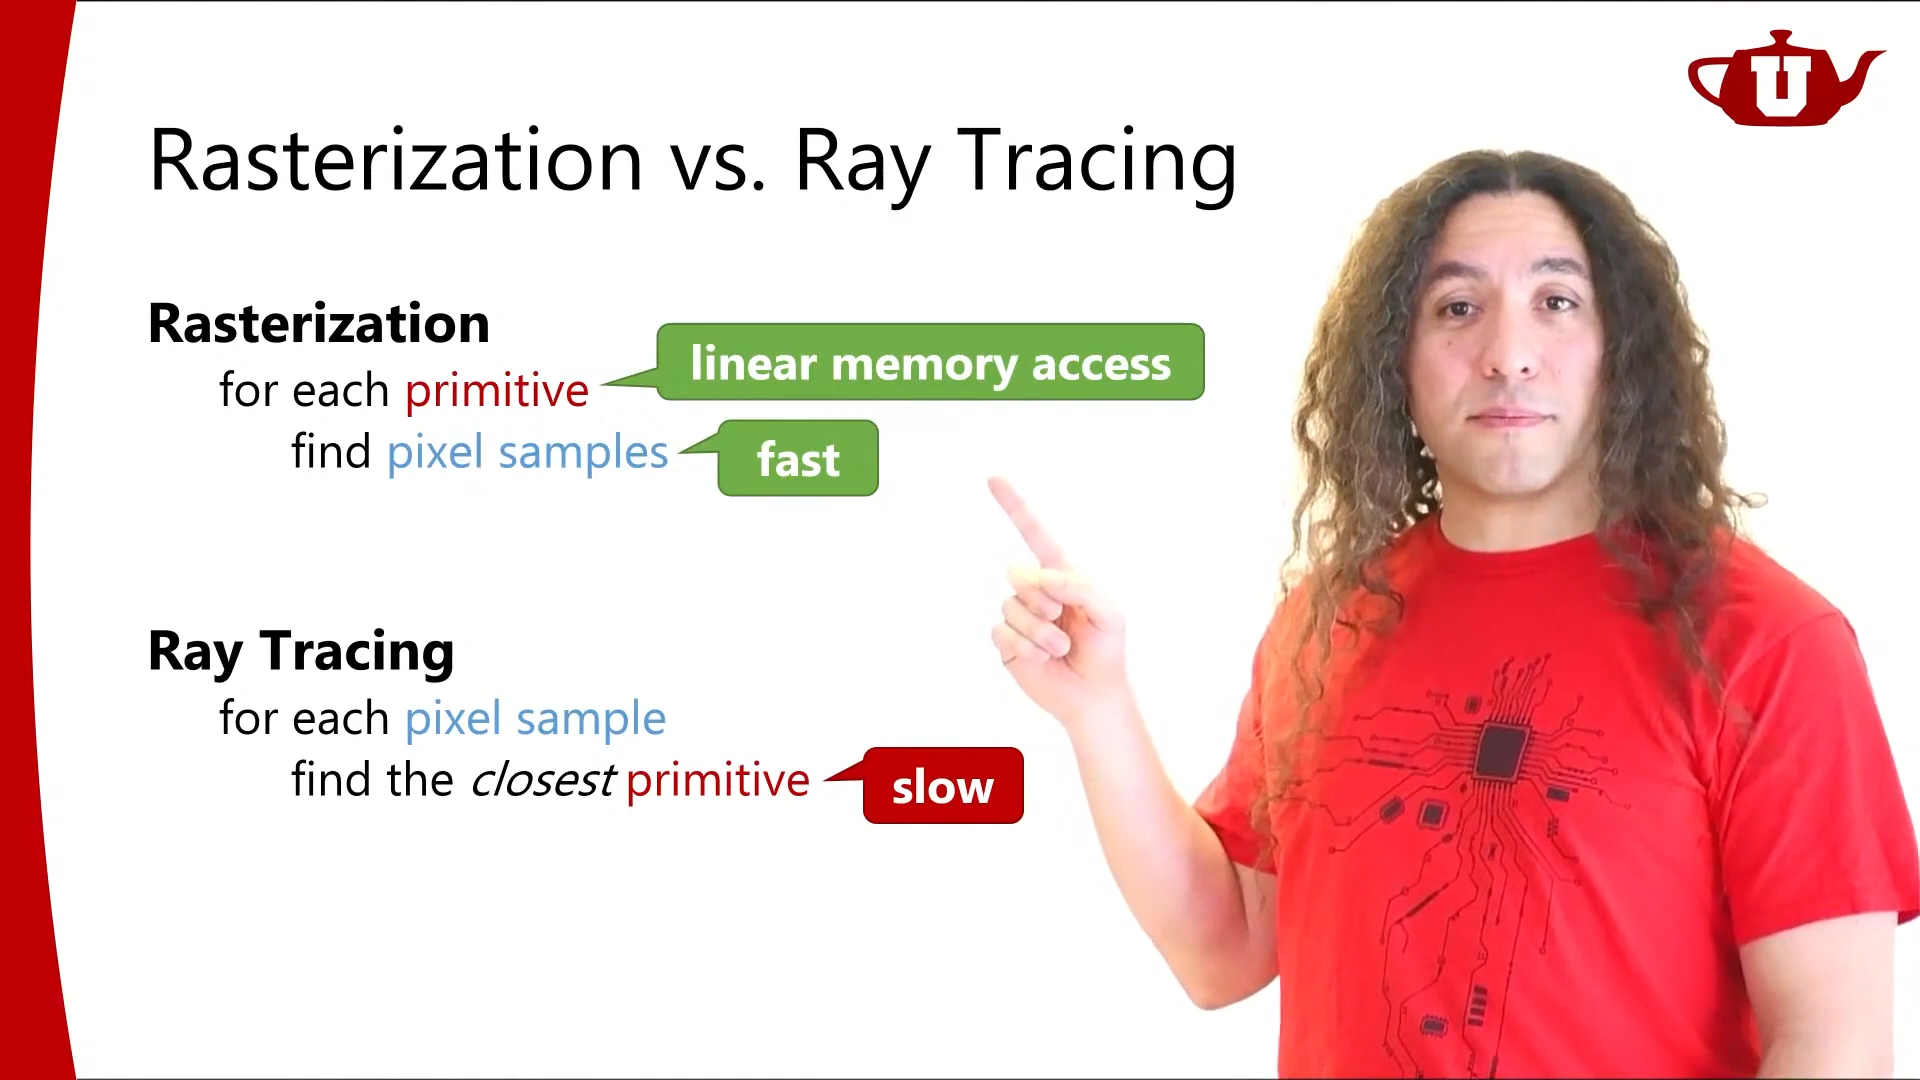 U
Rasterization vs. Ray Tracing
Rasterization
for each primitive
linear memory access
find pixel samples
fast
Ray Tracing
for each pixel sample
find the closest primitive
slow